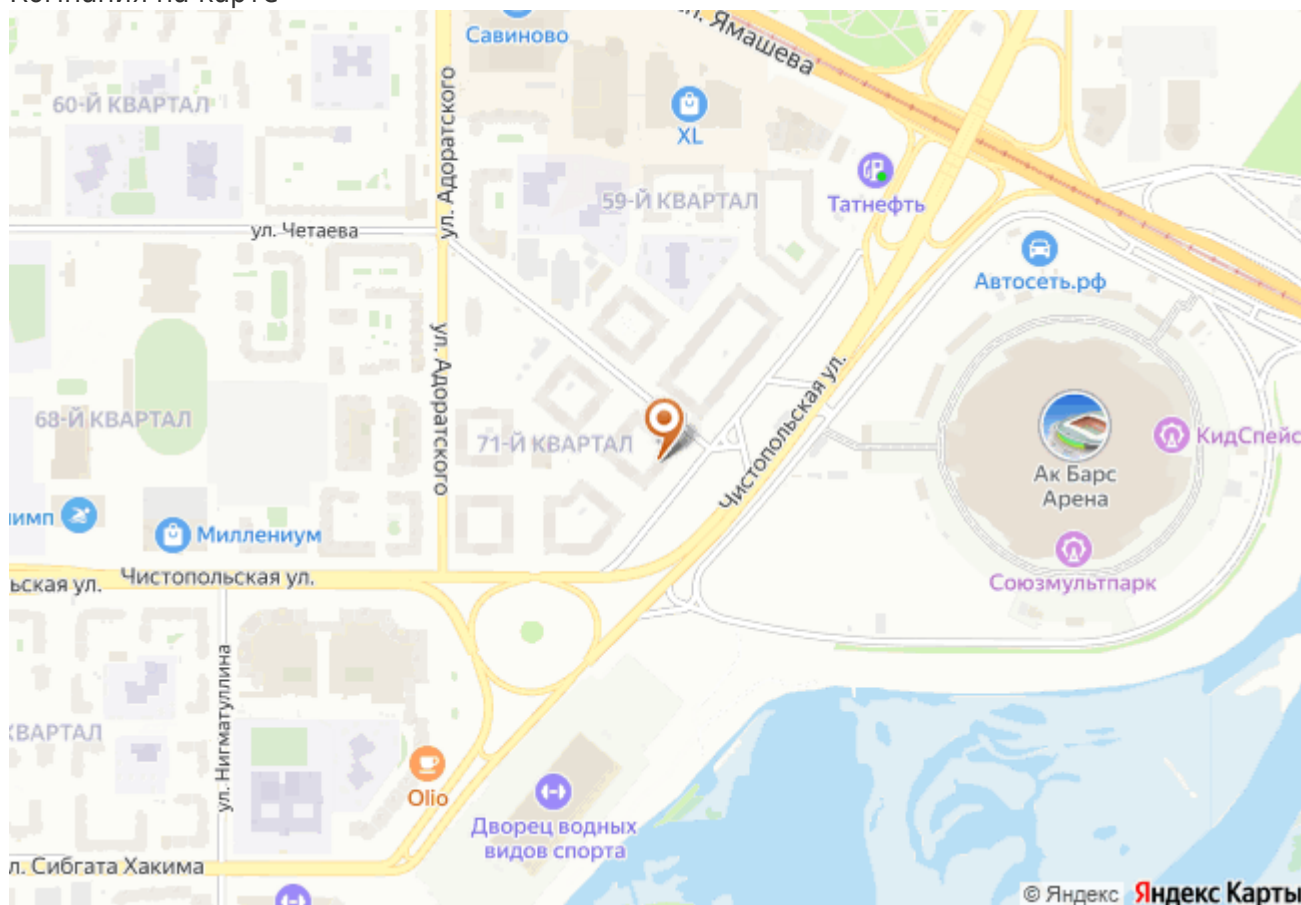 Савиново
ул. Ямашева
60-Й КВАРТАЛ
ул. Адоратского
XL
59-Й КВАРТАЛ
Татнефть
ул. Четаева
Автосеть.рф
ул. Адоратского
68-Й КВАРТАЛ
71-Й КВАРТАЛ
Чистопольская ул.
КидСпейс
Ак Барс
Арена
имп
Миллениум
Союзмультпарк
ьская ул.
Чистопольская ул.
ул. Нигматуллина
КВАРТАЛ
Olio
Дворец водных
видов спорта
л. Сибгата Хакима
© Яндекс Яндекс Карты